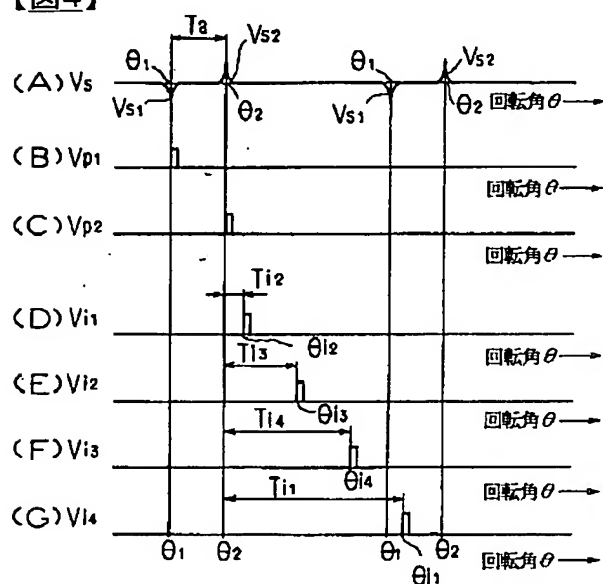 【図4】
Ta
θ1 VS2 θ1 VS2
(A) VS
VS1 θ2 VS1 θ2 回転角θ
(B) Vp1
回転角θ
(C) Vp2
回転角θ
Ti2
(D) Vi1
θi2
Ti3 回転角θ
(E) Vi2
θi3 回転角θ
Ti4
(F) Vi3
θi4
Ti1 回転角θ
(G) Vi4
θ1 θ2 θ1 θ2
θi1 回転角θ